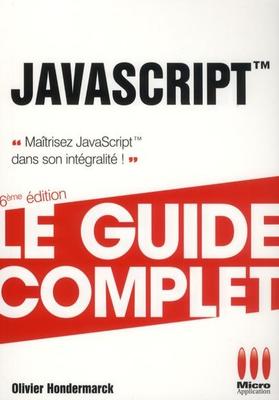 JAVASCRIPT™
“ Maîtrisez JavaScript™
dans son intégralité ! ”
6ème édition
LE GUIDE
COMPLET
Olivier Hondermarck
Micro
Application